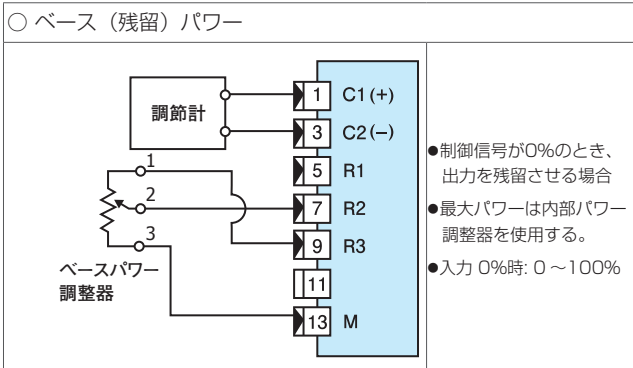 ○ ベース（残留）パワー
調節計
1 C1(+)
3 C2(−)
5 R1
7 R2
9 R3
11
13 M
1
2
3
ベースパワー
調整器
●制御信号が0%のとき、
出力を残留させる場合
●最大パワーは内部パワー
調整器を使用する。
●入力 0%時: 0 〜100%